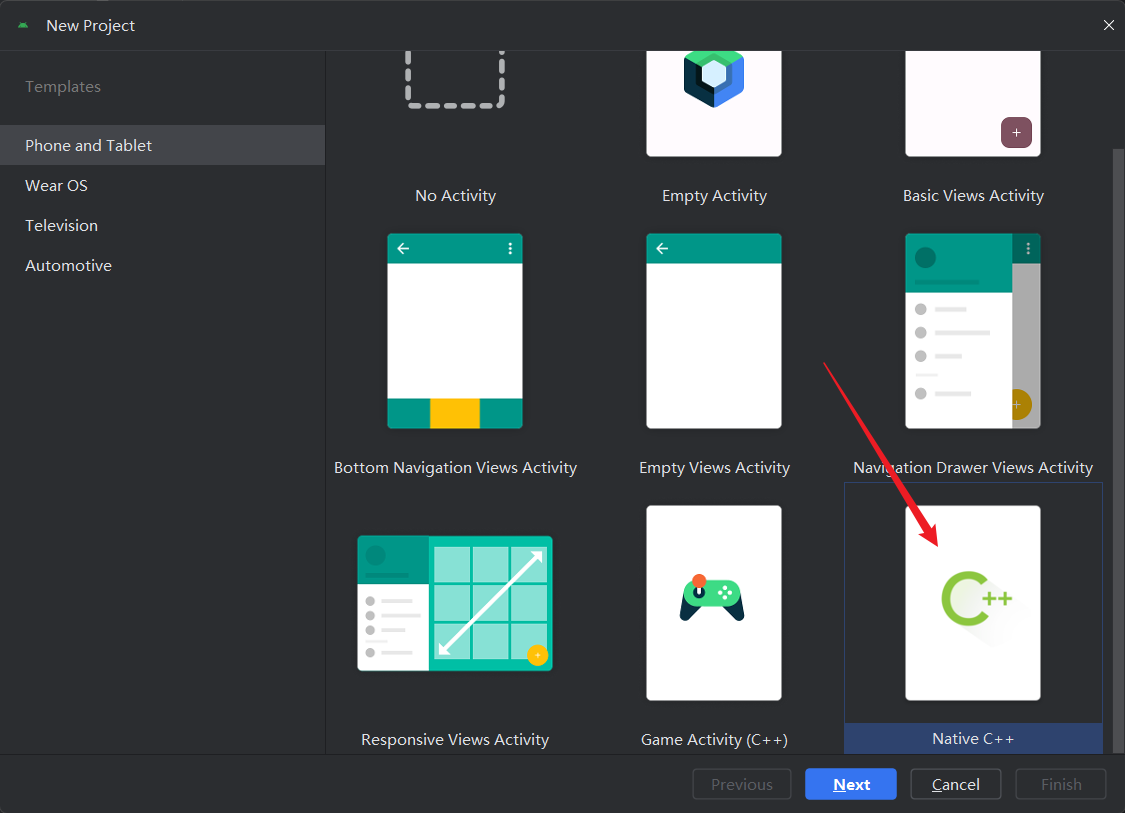 New Project
Templates
Phone and Tablet
Wear OS
Television
Automotive
No Activity
Empty Activity
Basic Views Activity
Bottom Navigation Views Activity
Empty Views Activity
Navigation Drawer Views Activity
C++
Responsive Views Activity
Game Activity (C++)
Native C++
Previous
Next
Cancel
Finish